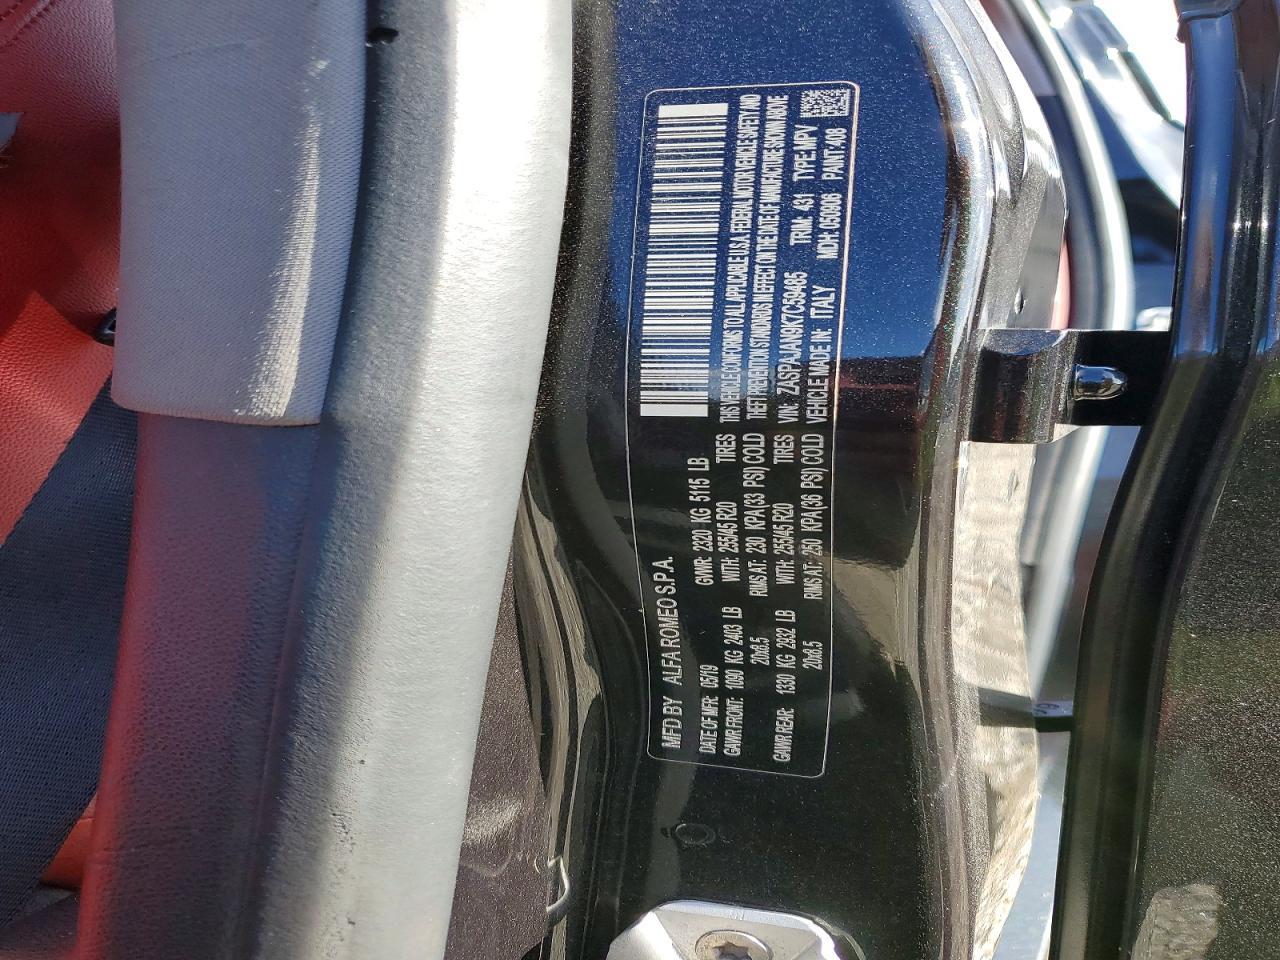 MFD BY ALFA ROMEO S.P.A.
DATE OF MFR: 05/19 GVWR: 2320 KG 5115 LB
GAWR FRONT: 1090 KG 2403 LB WITH: 255/45 R20 TIRES
20x8.5 RIMS AT: 230 KPA(33 PSI) COLD
GAWR REAR: 1330 KG 2932 LB WITH: 255/45 R20 TIRES
20x8.5 RIMS AT: 250 KPA(36 PSI) COLD
THIS VEHICLE CONFORMS TO ALL APPLICABLE U.S.A. FEDERAL MOTOR VEHICLE SAFETY AND
THEFT PREVENTION STANDARDS IN EFFECT ON THE DATE OF MANUFACTURE SHOWN ABOVE
VIN: ZASPAJAN9K7C59485 TRIM: 431 TYPE: MPV
VEHICLE MADE IN: ITALY MDH: 050906 PAINT: 408